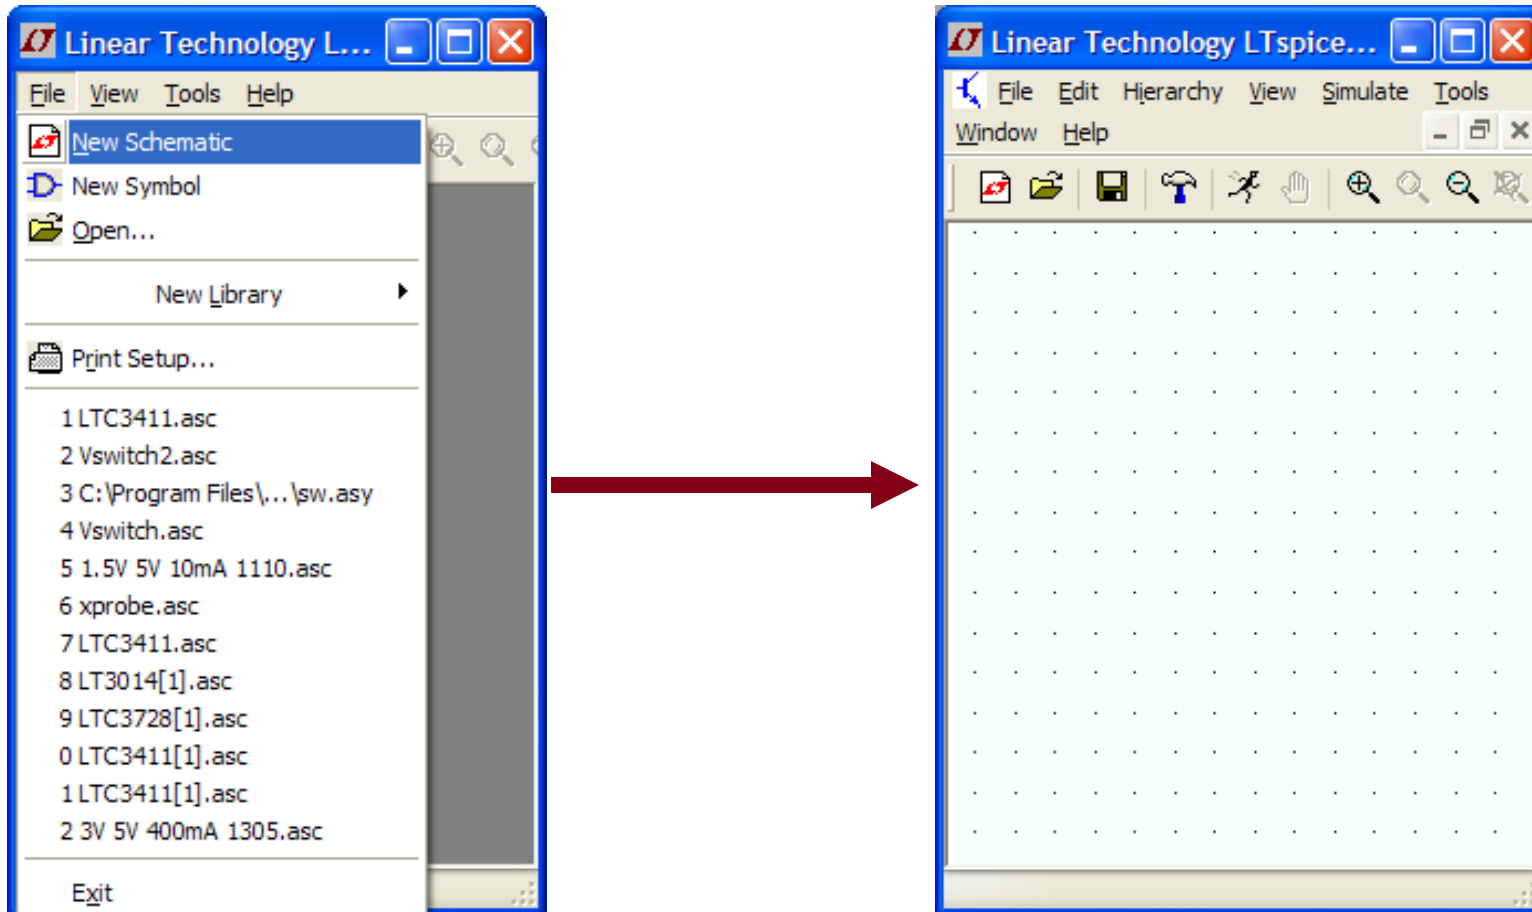 Linear Technology L...
File View Tools Help
New Schematic
New Symbol
Open...
New Library
Print Setup...
1 LTC3411.asc
2 Vswitch2.asc
3 C:\Program Files\...\sw.asy
4 Vswitch.asc
5 1.5V 5V 10mA 1110.asc
6 xprobe.asc
7 LTC3411.asc
8 LT3014[1].asc
9 LTC3728[1].asc
0 LTC3411[1].asc
1 LTC3411[1].asc
2 3V 5V 400mA 1305.asc
Exit
Linear Technology LTspice...
File Edit Hierarchy View Simulate Tools
Window Help